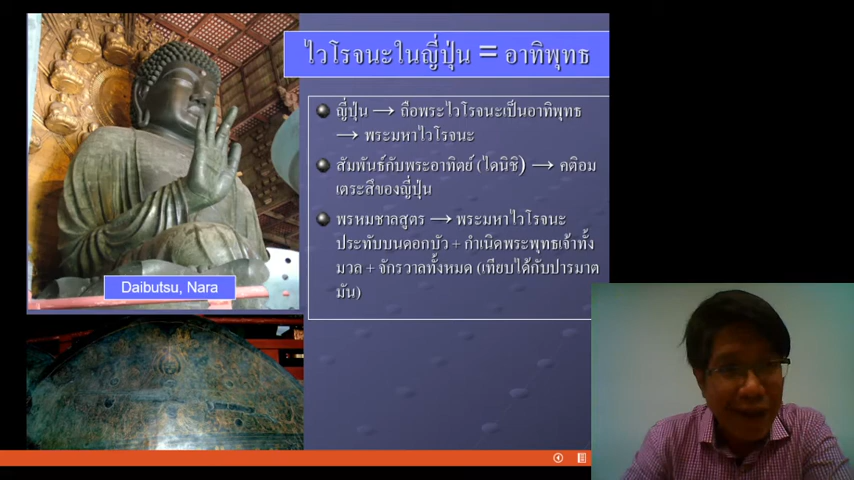 ไวโรจนะในญี่ปุ่น = อาทิพุทธ
ญี่ปุ่น → ถือพระไวโรจนะเป็นอาทิพุทธ
→ พระมหาไวโรจนะ
สัมพันธ์กับพระอาทิตย์ (ไดนิชิ) → คติอม
เตระสึของญี่ปุ่น
พรหมชาลสูตร → พระมหาไวโรจนะ
ประทับบนดอกบัว + กำเนิดพระพุทธเจ้าทั้ง
มวล + จักรวาลทั้งหมด (เทียบได้กับปารมาต
มัน)
Daibutsu, Nara